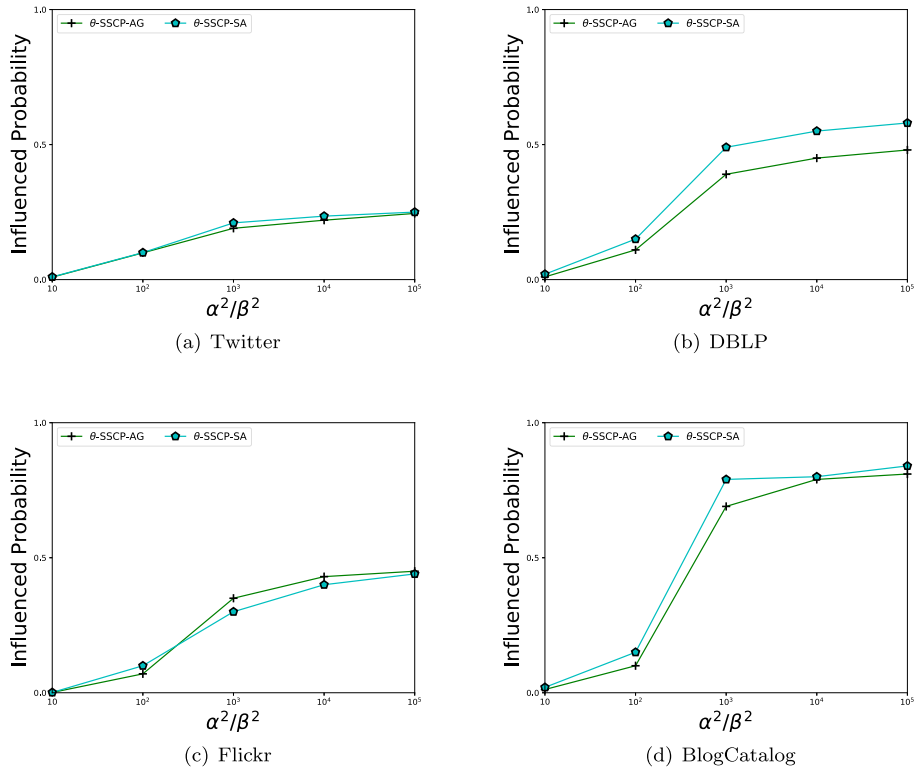 θ-SSCP-AG θ-SSCP-SA
Influenced Probability
1.0
0.5
0.0
10 10² 10³ 10⁴ 10⁵
α²/β²
(a) Twitter
θ-SSCP-AG θ-SSCP-SA
Influenced Probability
1.0
0.5
0.0
10 10² 10³ 10⁴ 10⁵
α²/β²
(b) DBLP
θ-SSCP-AG θ-SSCP-SA
Influenced Probability
1.0
0.5
0.0
10 10² 10³ 10⁴ 10⁵
α²/β²
(c) Flickr
θ-SSCP-AG θ-SSCP-SA
Influenced Probability
1.0
0.5
0.0
10 10² 10³ 10⁴ 10⁵
α²/β²
(d) BlogCatalog